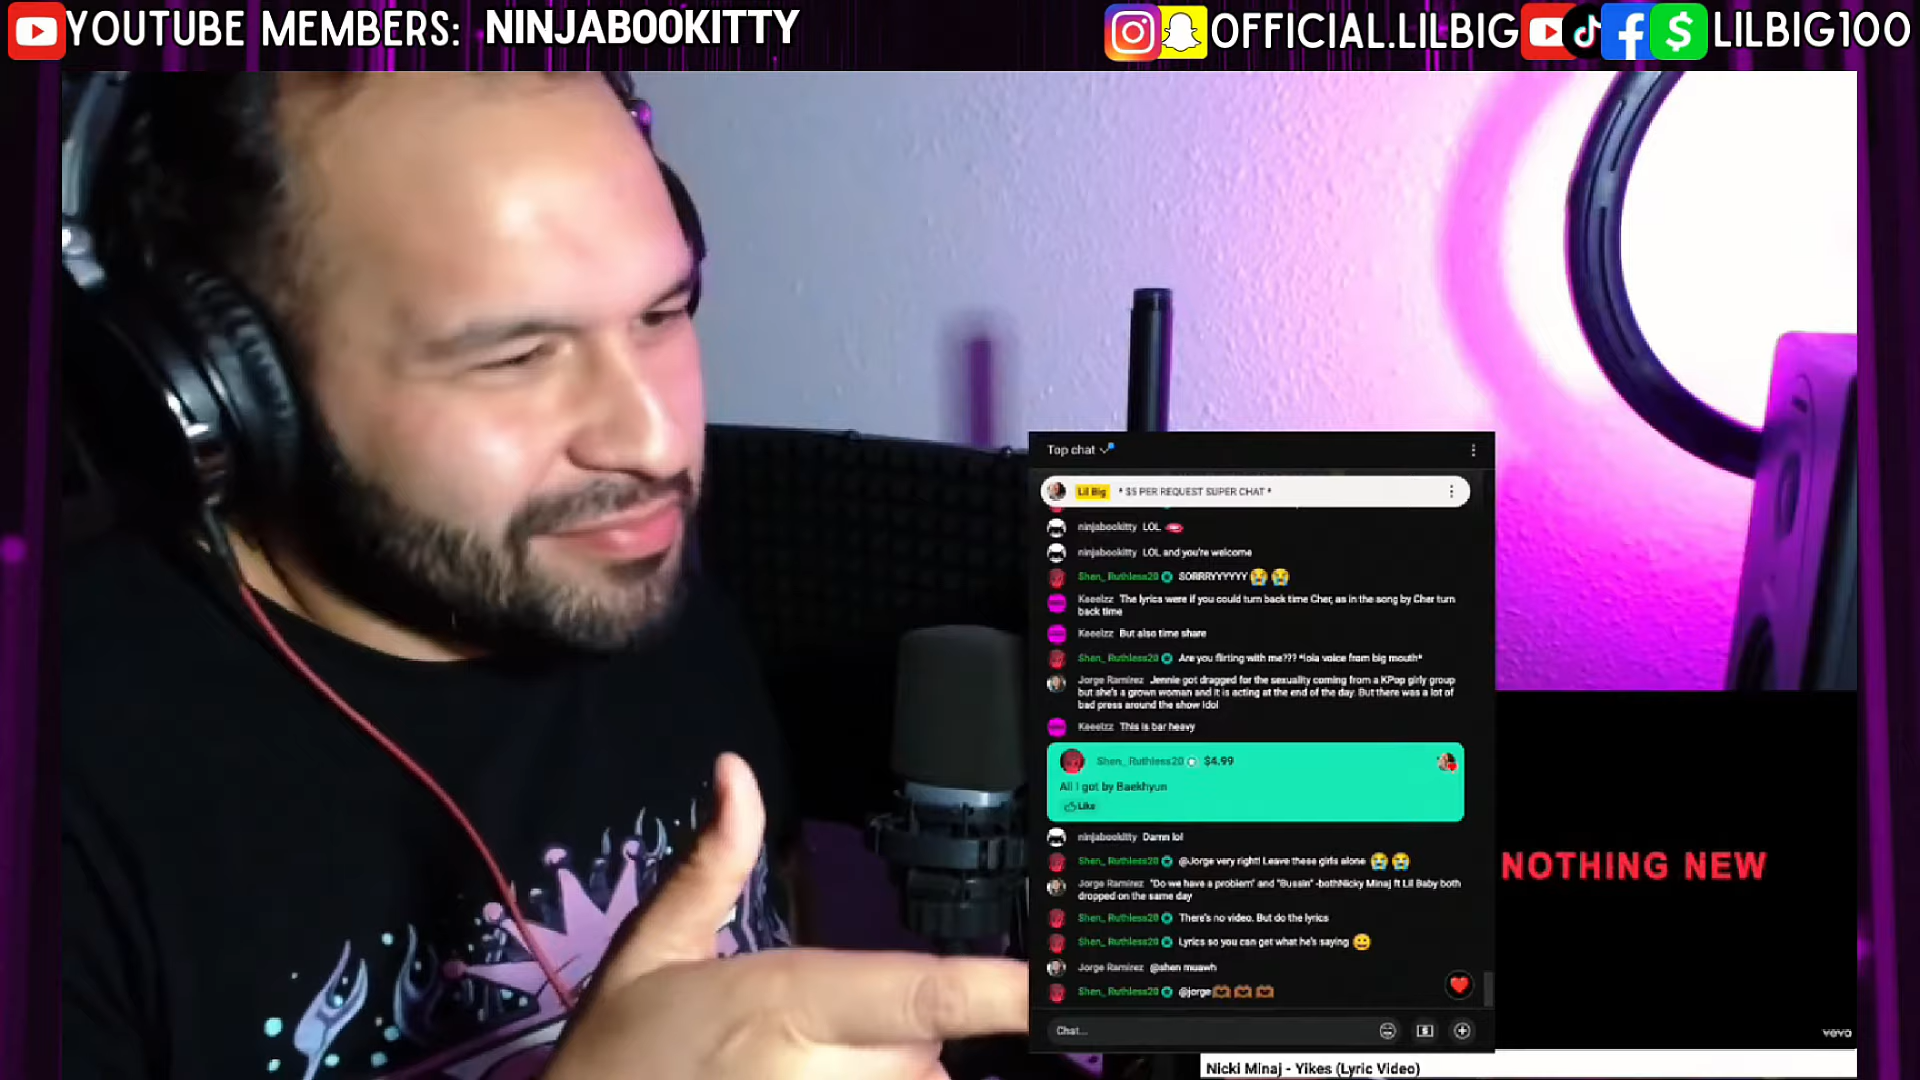 YOUTUBE MEMBERS: NINJABOOKITTY
OFFICIAL.LILBIG
LILBIG100
Top chat
Lil Big * $5 PER REQUEST SUPER CHAT *
ninjabookitty LOL
ninjabookitty LOL and you're welcome
Shen_Ruthless20 SORRRYYYYYY
Keeelzz The lyrics were if you could turn back time Cher, as in the song by Cher turn
back time
Keeelzz But also time share
Shen_Ruthless20 Are you flirting with me??? *lola voice from big mouth*
Jorge Ramirez Jennie got dragged for the sexuality coming from a KPop girly group
but she's a grown woman and it is acting at the end of the day. But there was a lot of
bad press around the show Idol
Keeelzz This is bar heavy
Shen_Ruthless20 $4.99
All I got by Baekhyun
Like
ninjabookitty Damn lol
Shen_Ruthless20 @Jorge very right! Leave these girls alone
Jorge Ramirez "Do we have a problem" and "Bussin" -bothNicky Minaj ft Lil Baby both
dropped on the same day
Shen_Ruthless20 There's no video. But do the lyrics
Shen_Ruthless20 Lyrics so you can get what he's saying
Jorge Ramirez @shen muawh
Shen_Ruthless20 @jorge
Chat...
NOTHING NEW
vevo
Nicki Minaj - Yikes (Lyric Video)